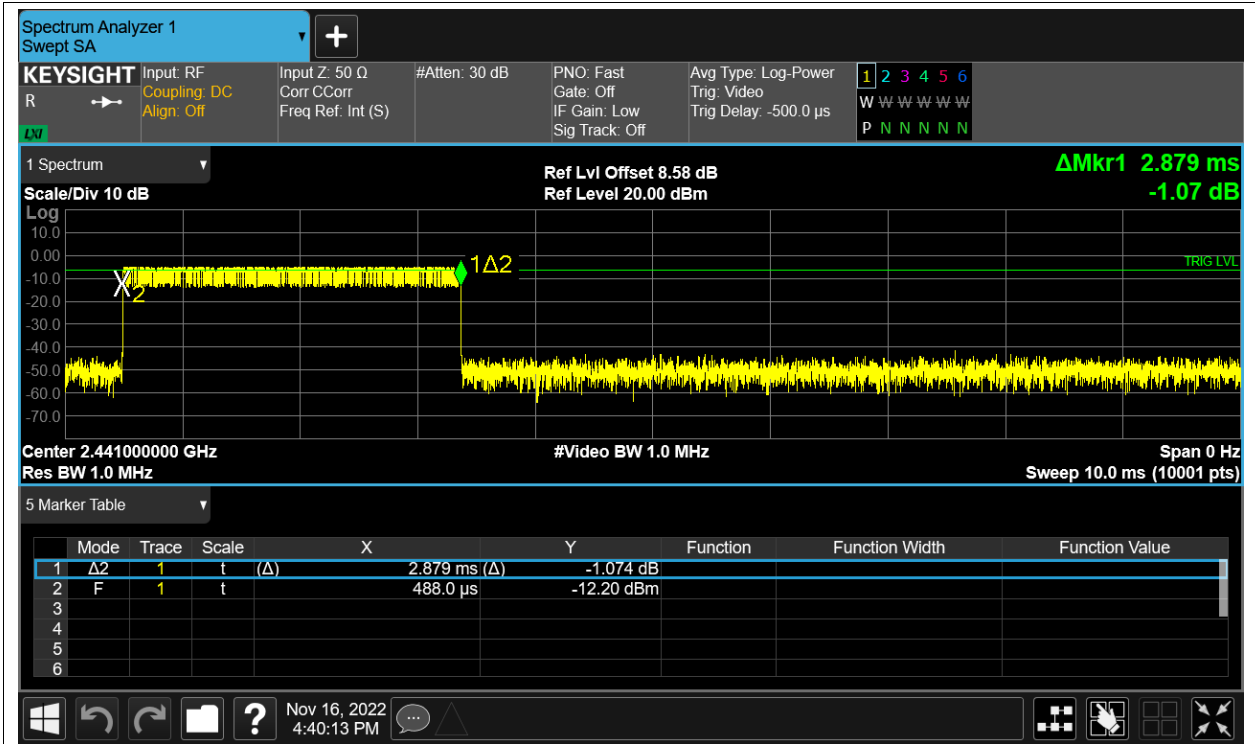 Spectrum Analyzer 1
Swept SA
KEYSIGHT Input: RF Input Z: 50 Ω #Atten: 30 dB PNO: Fast Avg Type: Log-Power 1 2 3 4 5 6
R Coupling: DC Corr CCorr Gate: Off Trig: Video W W W W W W
Align: Off Freq Ref: Int (S) IF Gain: Low Trig Delay: -500.0 µs
LXI Sig Track: Off P N N N N N
1 Spectrum Ref Lvl Offset 8.58 dB ΔMkr1 2.879 ms
Scale/Div 10 dB Ref Level 20.00 dBm -1.07 dB
Log
10.0
0.00
1Δ2
TRIG LVL
-10.0
2
-20.0
-30.0
-40.0
-50.0
-60.0
-70.0
Center 2.441000000 GHz #Video BW 1.0 MHz Span 0 Hz
Res BW 1.0 MHz Sweep 10.0 ms (10001 pts)
5 Marker Table
Mode Trace Scale X Y Function Function Width Function Value
1 Δ2 1 t (Δ) 2.879 ms (Δ) -1.074 dB
2 F 1 t 488.0 µs -12.20 dBm
3
4
5
6
? Nov 16, 2022
4:40:13 PM